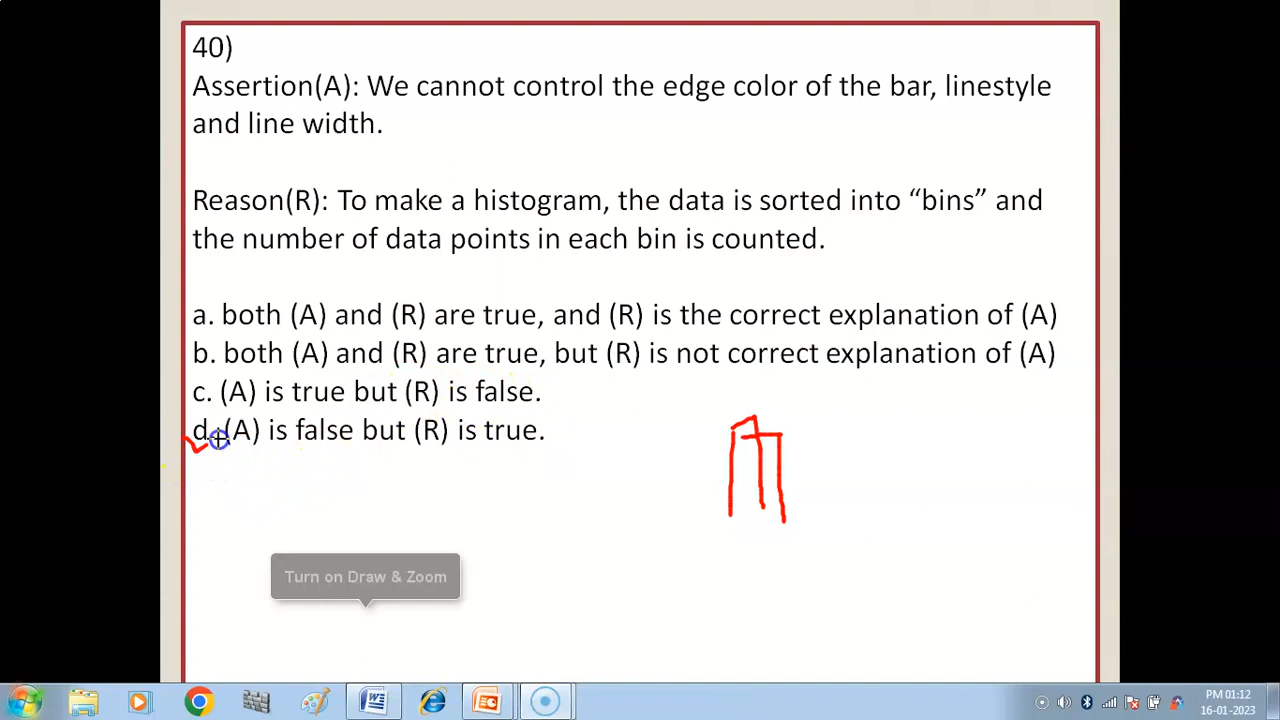 40)
Assertion(A): We cannot control the edge color of the bar, linestyle
and line width.
Reason(R): To make a histogram, the data is sorted into “bins” and
the number of data points in each bin is counted.
a. both (A) and (R) are true, and (R) is the correct explanation of (A)
b. both (A) and (R) are true, but (R) is not correct explanation of (A)
c. (A) is true but (R) is false.
d. (A) is false but (R) is true.
Turn on Draw & Zoom
PM 01:12
16-01-2023